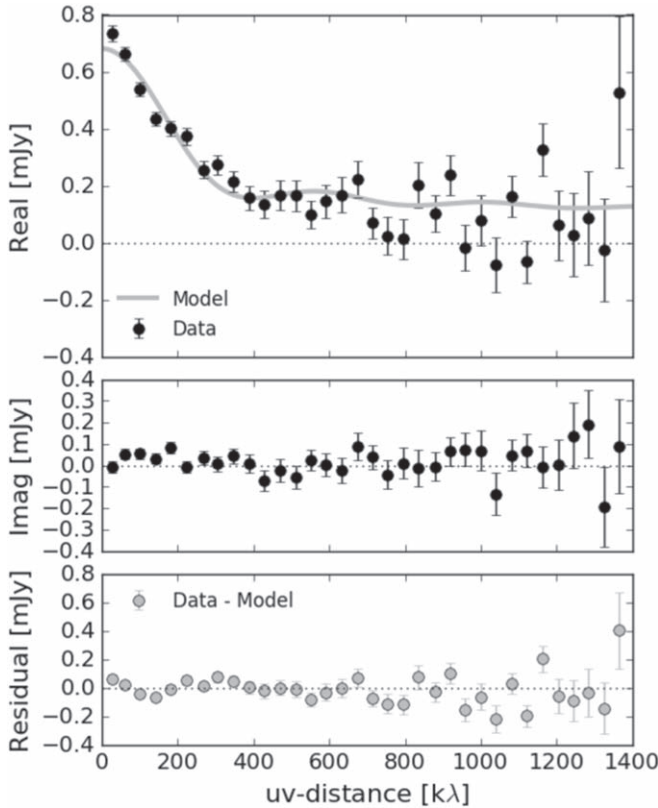 0.8
0.6
0.4
0.2
0.0
−0.2
−0.4
Real [mJy]
Model
Data
0.4
0.3
0.2
0.1
0.0
−0.1
−0.2
−0.3
−0.4
Imag [mJy]
0.8
0.6
0.4
0.2
0.0
−0.2
−0.4
Residual [mJy]
Data - Model
0 200 400 600 800 1000 1200 1400
uv-distance [kλ]